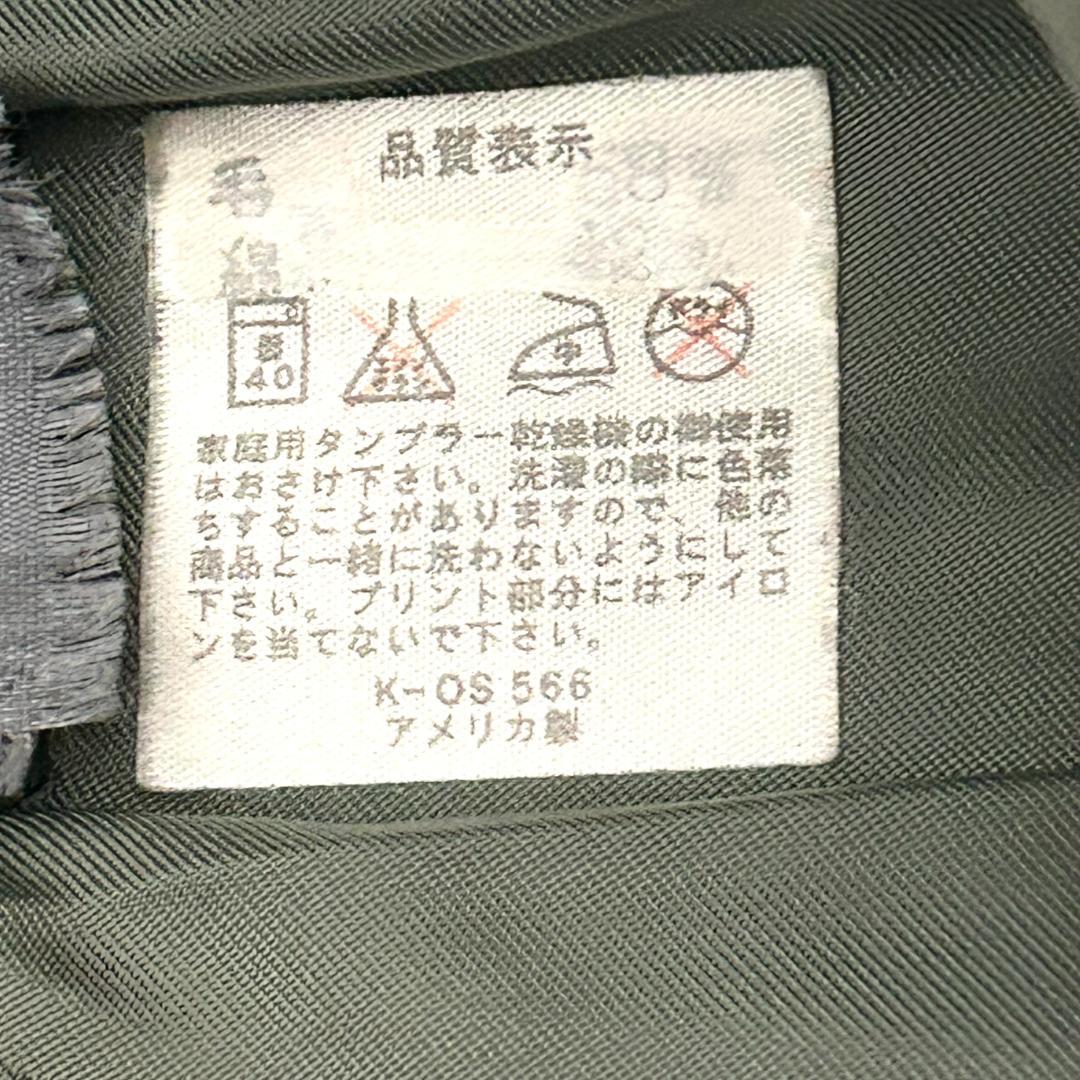 品質表示
毛
綿
弱
40
中
家庭用タンブラー乾燥機の御使用
はおさけ下さい。洗濯の際に色落
ちすることがありますので、他の
商品と一緒に洗わないようにして
下さい。プリント部分にはアイロ
ンを当てないで下さい。
K-OS 566
アメリカ製